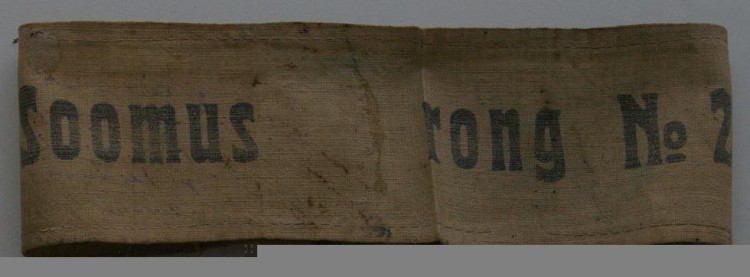 Soomus rong № 2